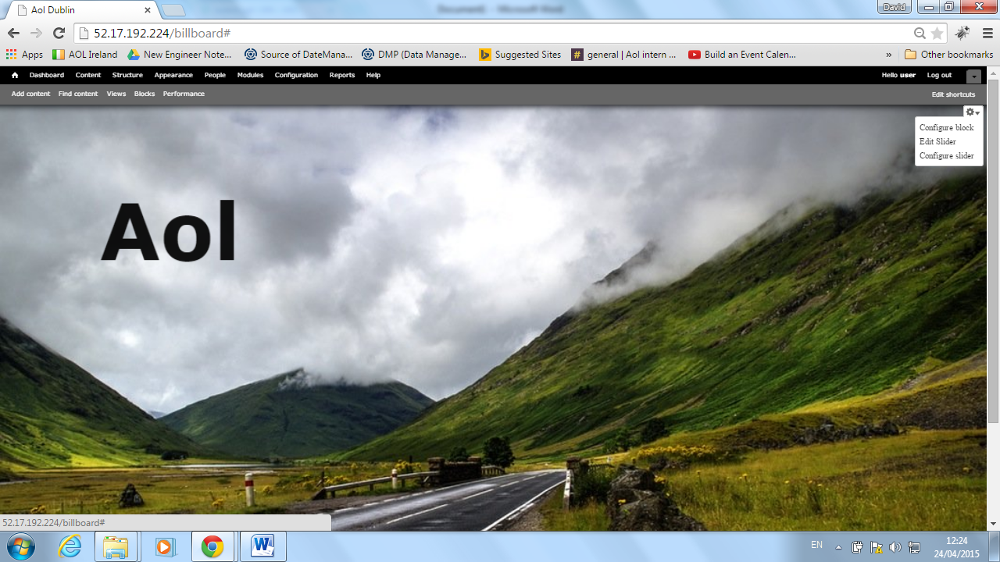 Document1 - Microsoft Word
David
Aol Dublin
52.17.192.224/billboard#
Apps AOL Ireland New Engineer Note... Source of DateMana... DMP (Data Manage... Suggested Sites general | Aol intern ... Build an Event Calen... » Other bookmarks
Dashboard Content Structure Appearance People Modules Configuration Reports Help Hello user Log out
Add content Find content Views Blocks Performance Edit shortcuts
Configure block
Edit Slider
Configure slider
Aol
52.17.192.224/billboard#
EN 12:24
24/04/2015